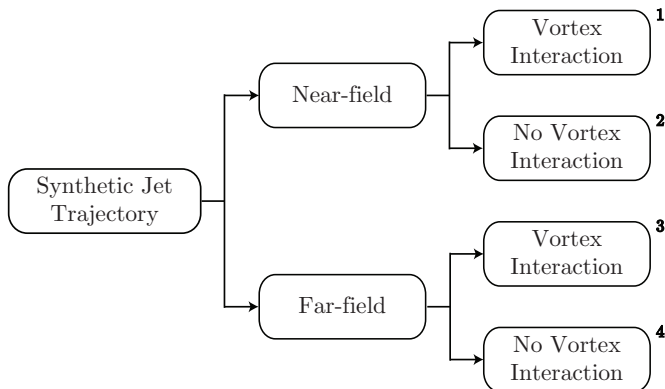 Synthetic Jet
Trajectory
Near-field
Vortex
Interaction
1
No Vortex
Interaction
2
Far-field
Vortex
Interaction
3
No Vortex
Interaction
4